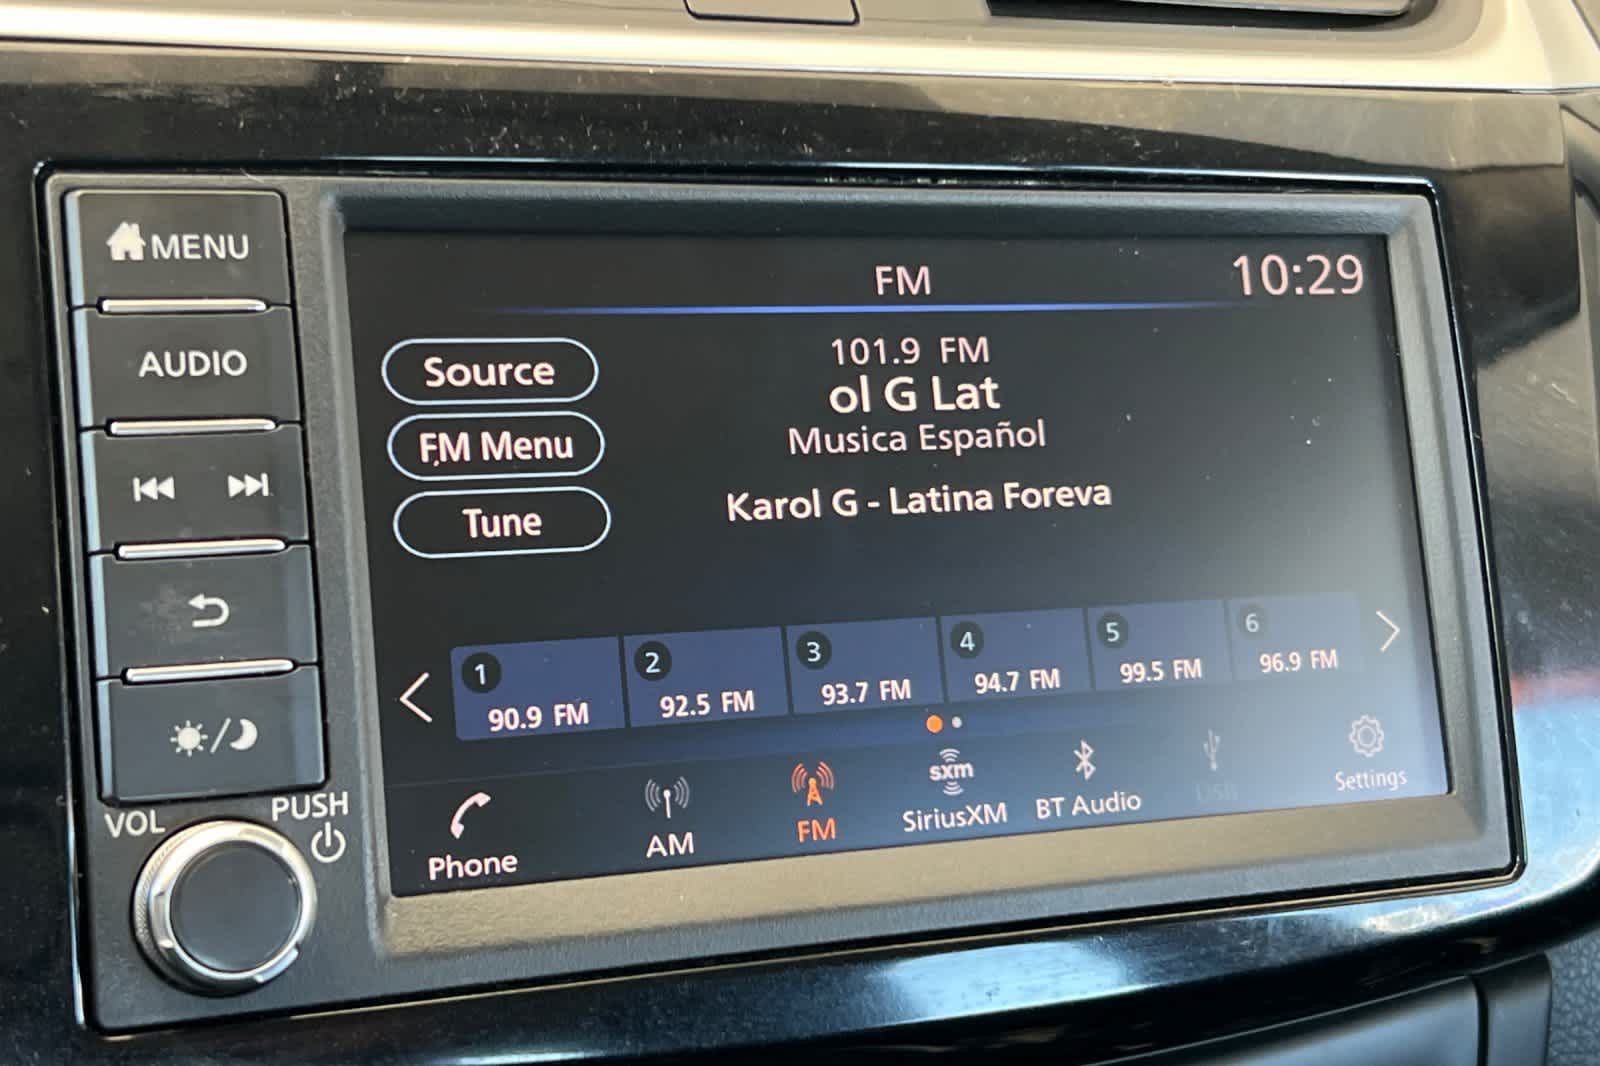 MENU
AUDIO
VOL
PUSH
FM
10:29
Source
FM Menu
Tune
101.9 FM
ol G Lat
Musica Español
Karol G - Latina Foreva
1
90.9 FM
2
92.5 FM
3
93.7 FM
4
94.7 FM
5
99.5 FM
6
96.9 FM
Phone
AM
FM
sxm
SiriusXM
BT Audio
USB
Settings